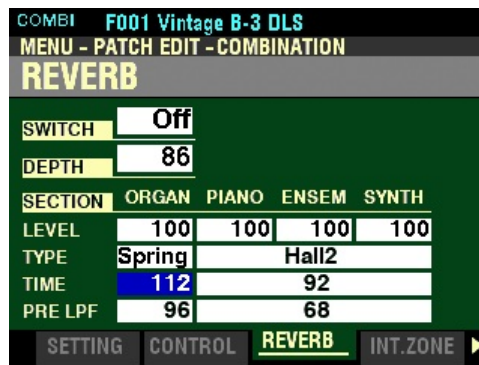 COMBI F001 Vintage B-3 DLS
MENU - PATCH EDIT - COMBINATION
REVERB
SWITCH Off
DEPTH 86
SECTION ORGAN PIANO ENSEM SYNTH
LEVEL 100 100 100 100
TYPE Spring Hall2
TIME 112 92
PRE LPF 96 68
SETTING CONTROL REVERB INT.ZONE